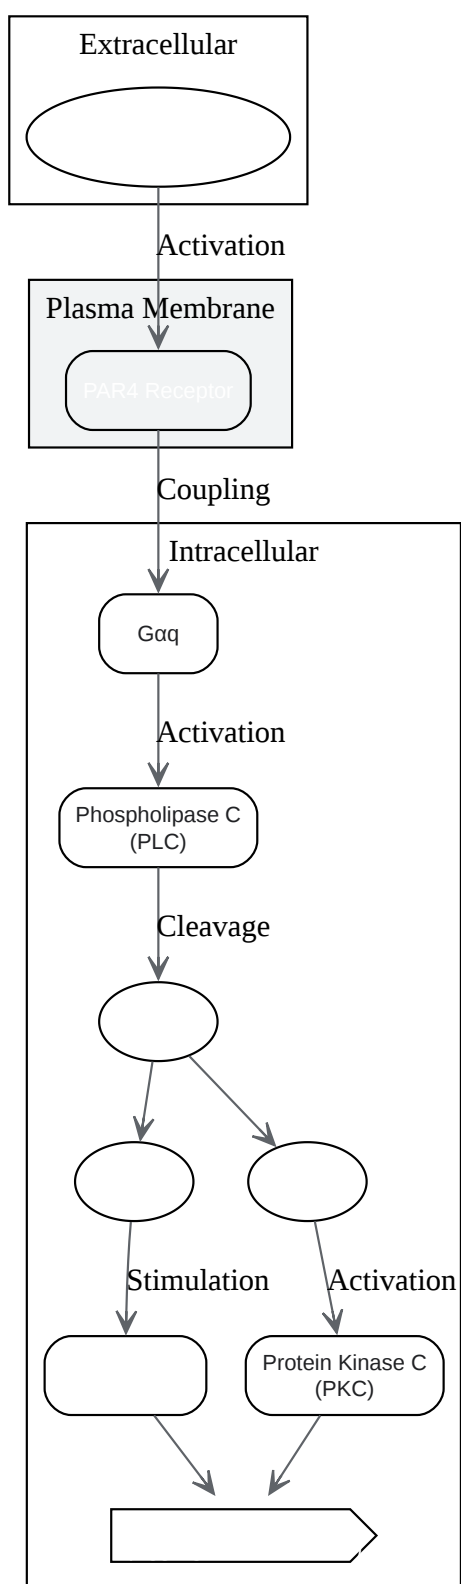 Extracellular
Activation
Plasma Membrane
PAR4 Receptor
Coupling
Intracellular
Gαq
Activation
Phospholipase C
(PLC)
Cleavage
Stimulation
Activation
Protein Kinase C
(PKC)